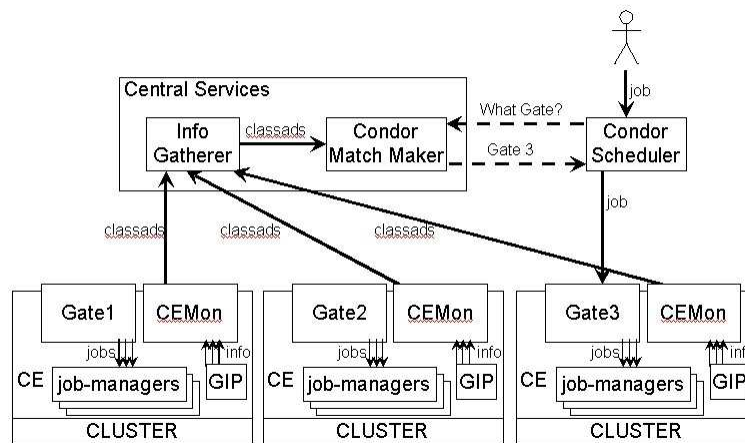 Central Services
Info
Gatherer
classads
Condor
Match Maker
What Gate?
Gate 3
job
Condor
Scheduler
job
classads
classads
classads
Gate1
CEMon
jobs
info
CE
job-managers
GIP
CLUSTER
Gate2
CEMon
jobs
info
CE
job-managers
GIP
CLUSTER
Gate3
CEMon
jobs
info
CE
job-managers
GIP
CLUSTER